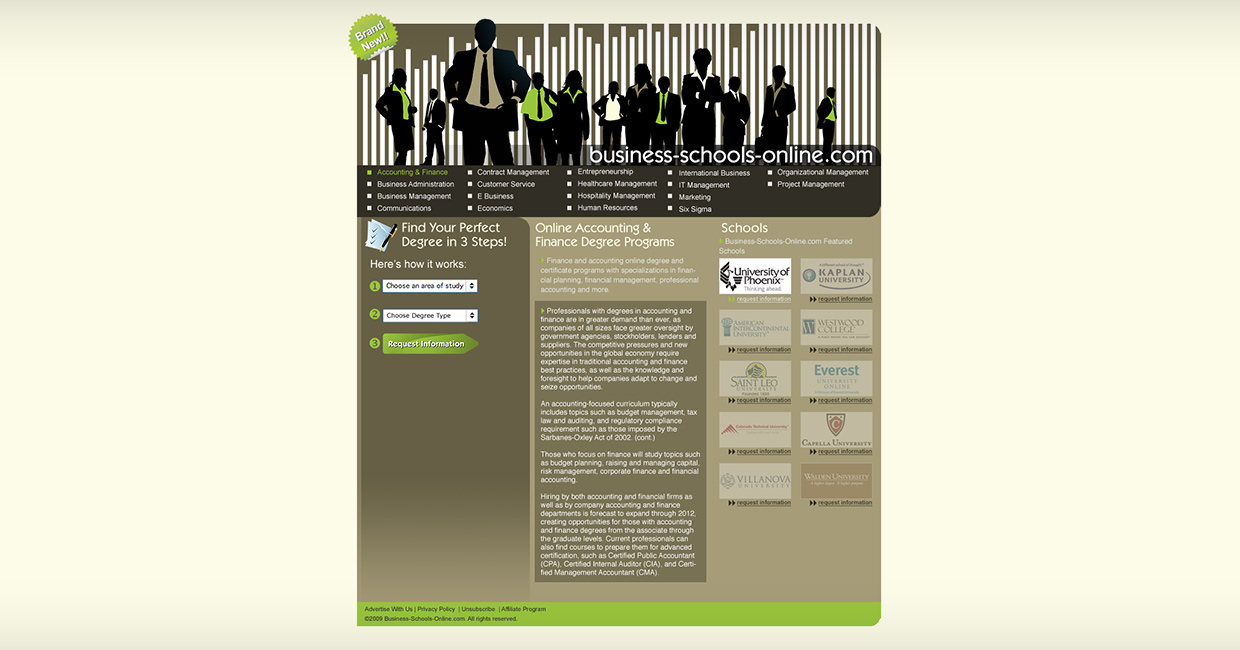 Brand
New!!
business-schools-online.com
Accounting & Finance
Business Administration
Business Management
Communications
Contract Management
Customer Service
E Business
Economics
Entrepreneurship
Healthcare Management
Hospitality Management
Human Resources
International Business
IT Management
Marketing
Six Sigma
Organizational Management
Project Management
Find Your Perfect
Degree in 3 Steps!
Here's how it works:
1 Choose an area of study
2 Choose Degree Type
3 Request Information
Online Accounting &
Finance Degree Programs
Finance and accounting online degree and
certificate programs with specializations in finan-
cial planning, financial management, professional
accounting and more.
Professionals with degrees in accounting and
finance are in greater demand than ever, as
companies of all sizes face greater oversight by
government agencies, stockholders, lenders and
suppliers. The competitive pressures and new
opportunities in the global economy require
expertise in traditional accounting and finance
best practices, as well as the knowledge and
foresight to help companies adapt to change and
seize opportunities.
An accounting-focused curriculum typically
includes topics such as budget management, tax
law and auditing, and regulatory compliance
requirement such as those imposed by the
Sarbanes-Oxley Act of 2002. (cont.)
Those who focus on finance will study topics such
as budget planning, raising and managing capital,
risk management, corporate finance and financial
accounting.
Hiring by both accounting and financial firms as
well as by company accounting and finance
departments is forecast to expand through 2012,
creating opportunities for those with accounting
and finance degrees from the associate through
the graduate levels. Current professionals can
also find courses to prepare them for advanced
certification, such as Certified Public Accountant
(CPA), Certified Internal Auditor (CIA), and Certi-
fied Management Accountant (CMA).
Schools
Business-Schools-Online.com Featured
Schools
University of
Phoenix
Thinking ahead.
request information
A different school of thought.
KAPLAN
UNIVERSITY
request information
AMERICAN
INTERCONTINENTAL
UNIVERSITY
request information
WESTWOOD
COLLEGE
request information
SAINT LEO
UNIVERSITY
Founded 1889
request information
Everest
UNIVERSITY
ONLINE
request information
Colorado Technical University
request information
CAPELLA UNIVERSITY
request information
VILLANOVA
UNIVERSITY
request information
WALDEN UNIVERSITY
A higher degree. A higher purpose.
request information
Advertise With Us | Privacy Policy | Unsubscribe | Affiliate Program
©2009 Business-Schools-Online.com. All rights reserved.